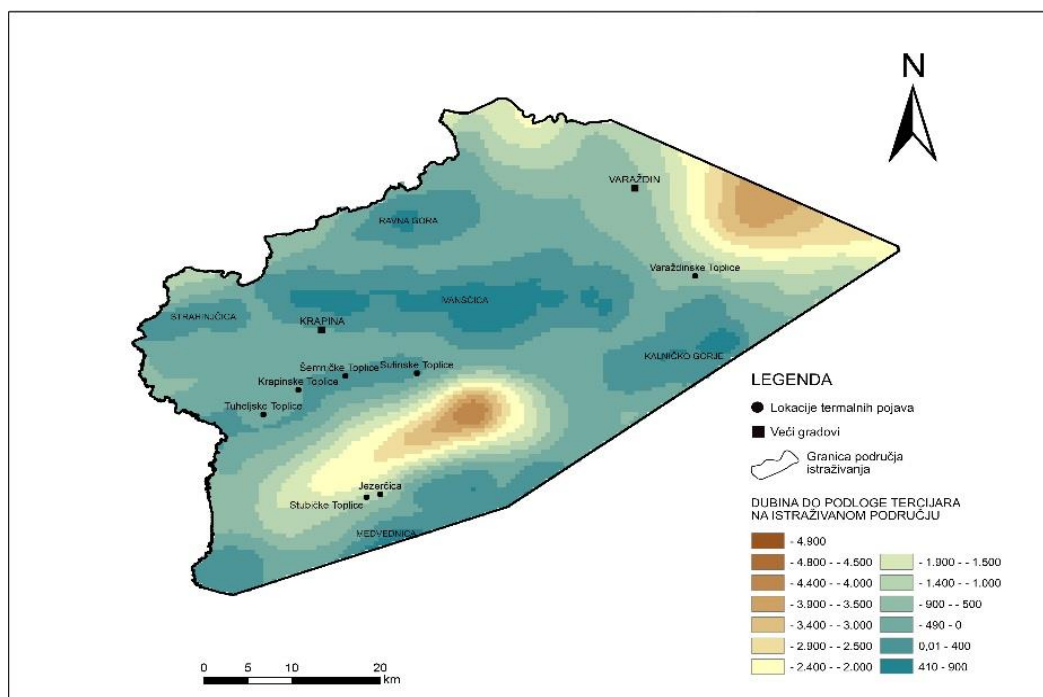 N
VARAŽDIN
RAVNA GORA
Varaždinske Toplice
IVANŠČICA
STRAHINJČICA
KRAPINA
KALNIČKO GORJE
Šemničke Toplice
Sutinske Toplice
Krapinske Toplice
Tuheljske Toplice
Jezerčica
Stubičke Toplice
MEDVEDNICA
LEGENDA
Lokacije termalnih pojava
Veći gradovi
Granica područja
istraživanja
DUBINA DO PODLOGE TERCIJARA
NA ISTRAŽIVANOM PODRUČJU
- 4.900
- 4.800 - - 4.500
- 4.400 - - 4.000
- 3.900 - - 3.500
- 3.400 - - 3.000
- 2.900 - - 2.500
- 2.400 - - 2.000
- 1.900 - - 1.500
- 1.400 - - 1.000
- 900 - - 500
- 490 - 0
0,01 - 400
410 - 900
0 5 10 20
km